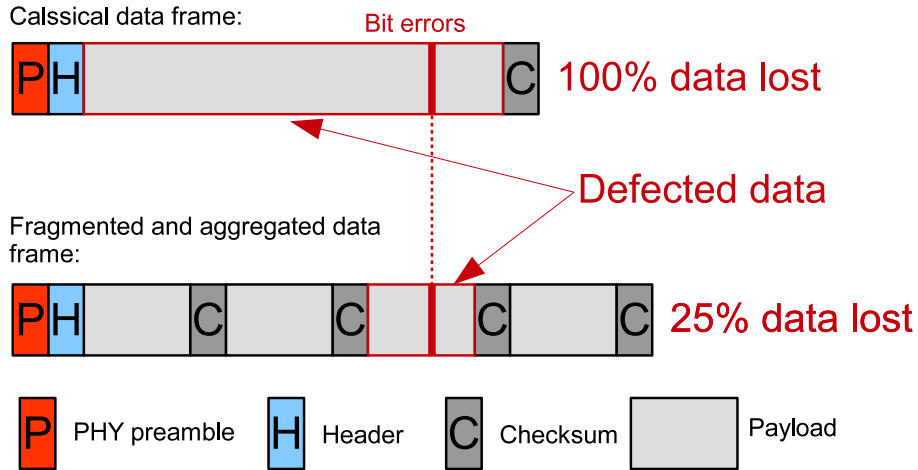 Calssical data frame:
Bit errors
P H C 100% data lost
Defected data
Fragmented and aggregated data
frame:
P H C C C C 25% data lost
P PHY preamble H Header C Checksum Payload